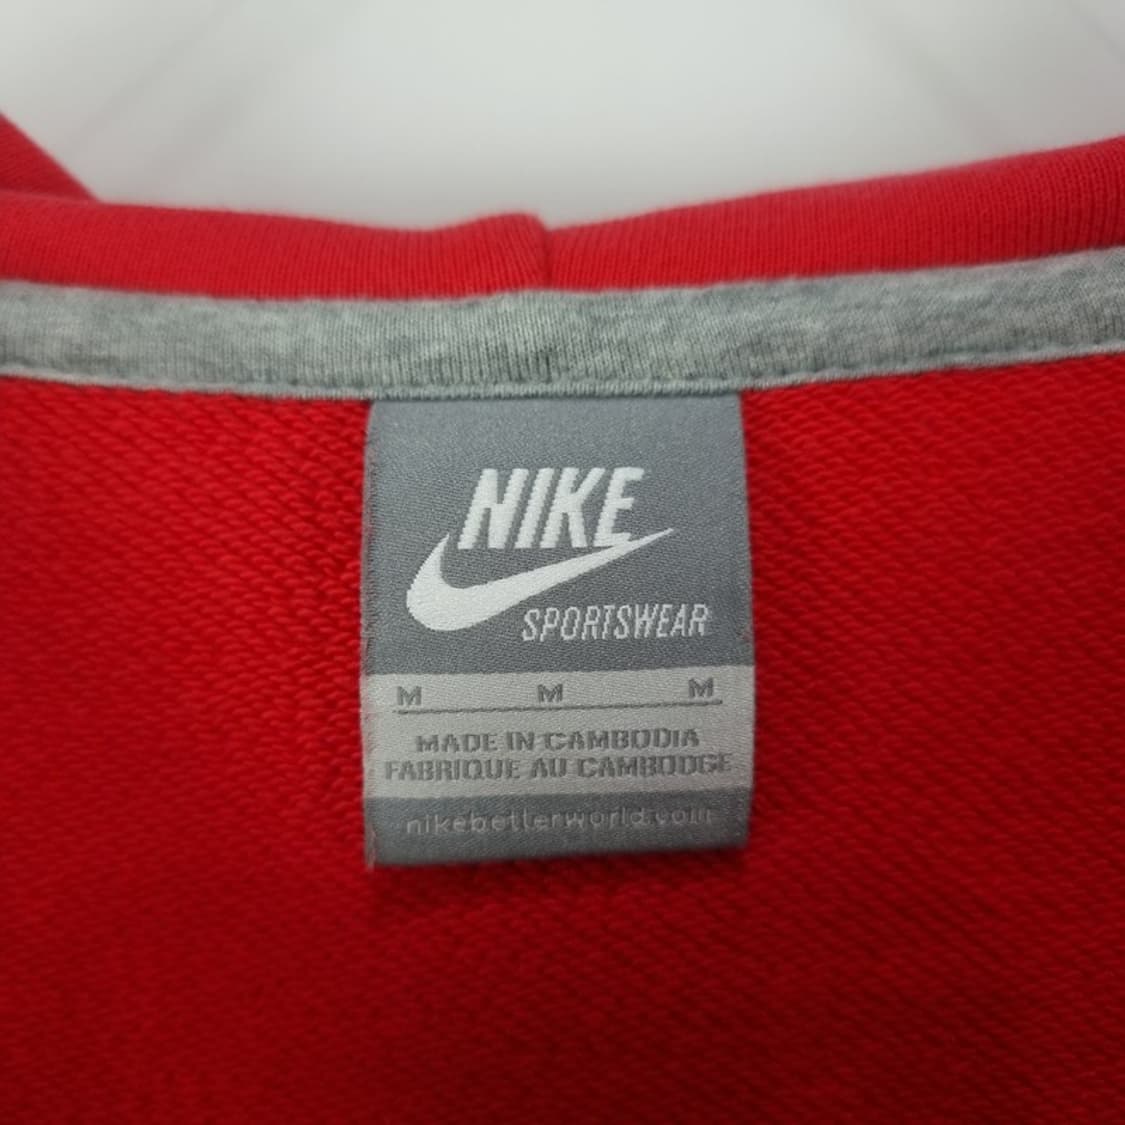 NIKE
SPORTSWEAR
M M M
MADE IN CAMBODIA
FABRIQUE AU CAMBODGE
nikebetterworld.com